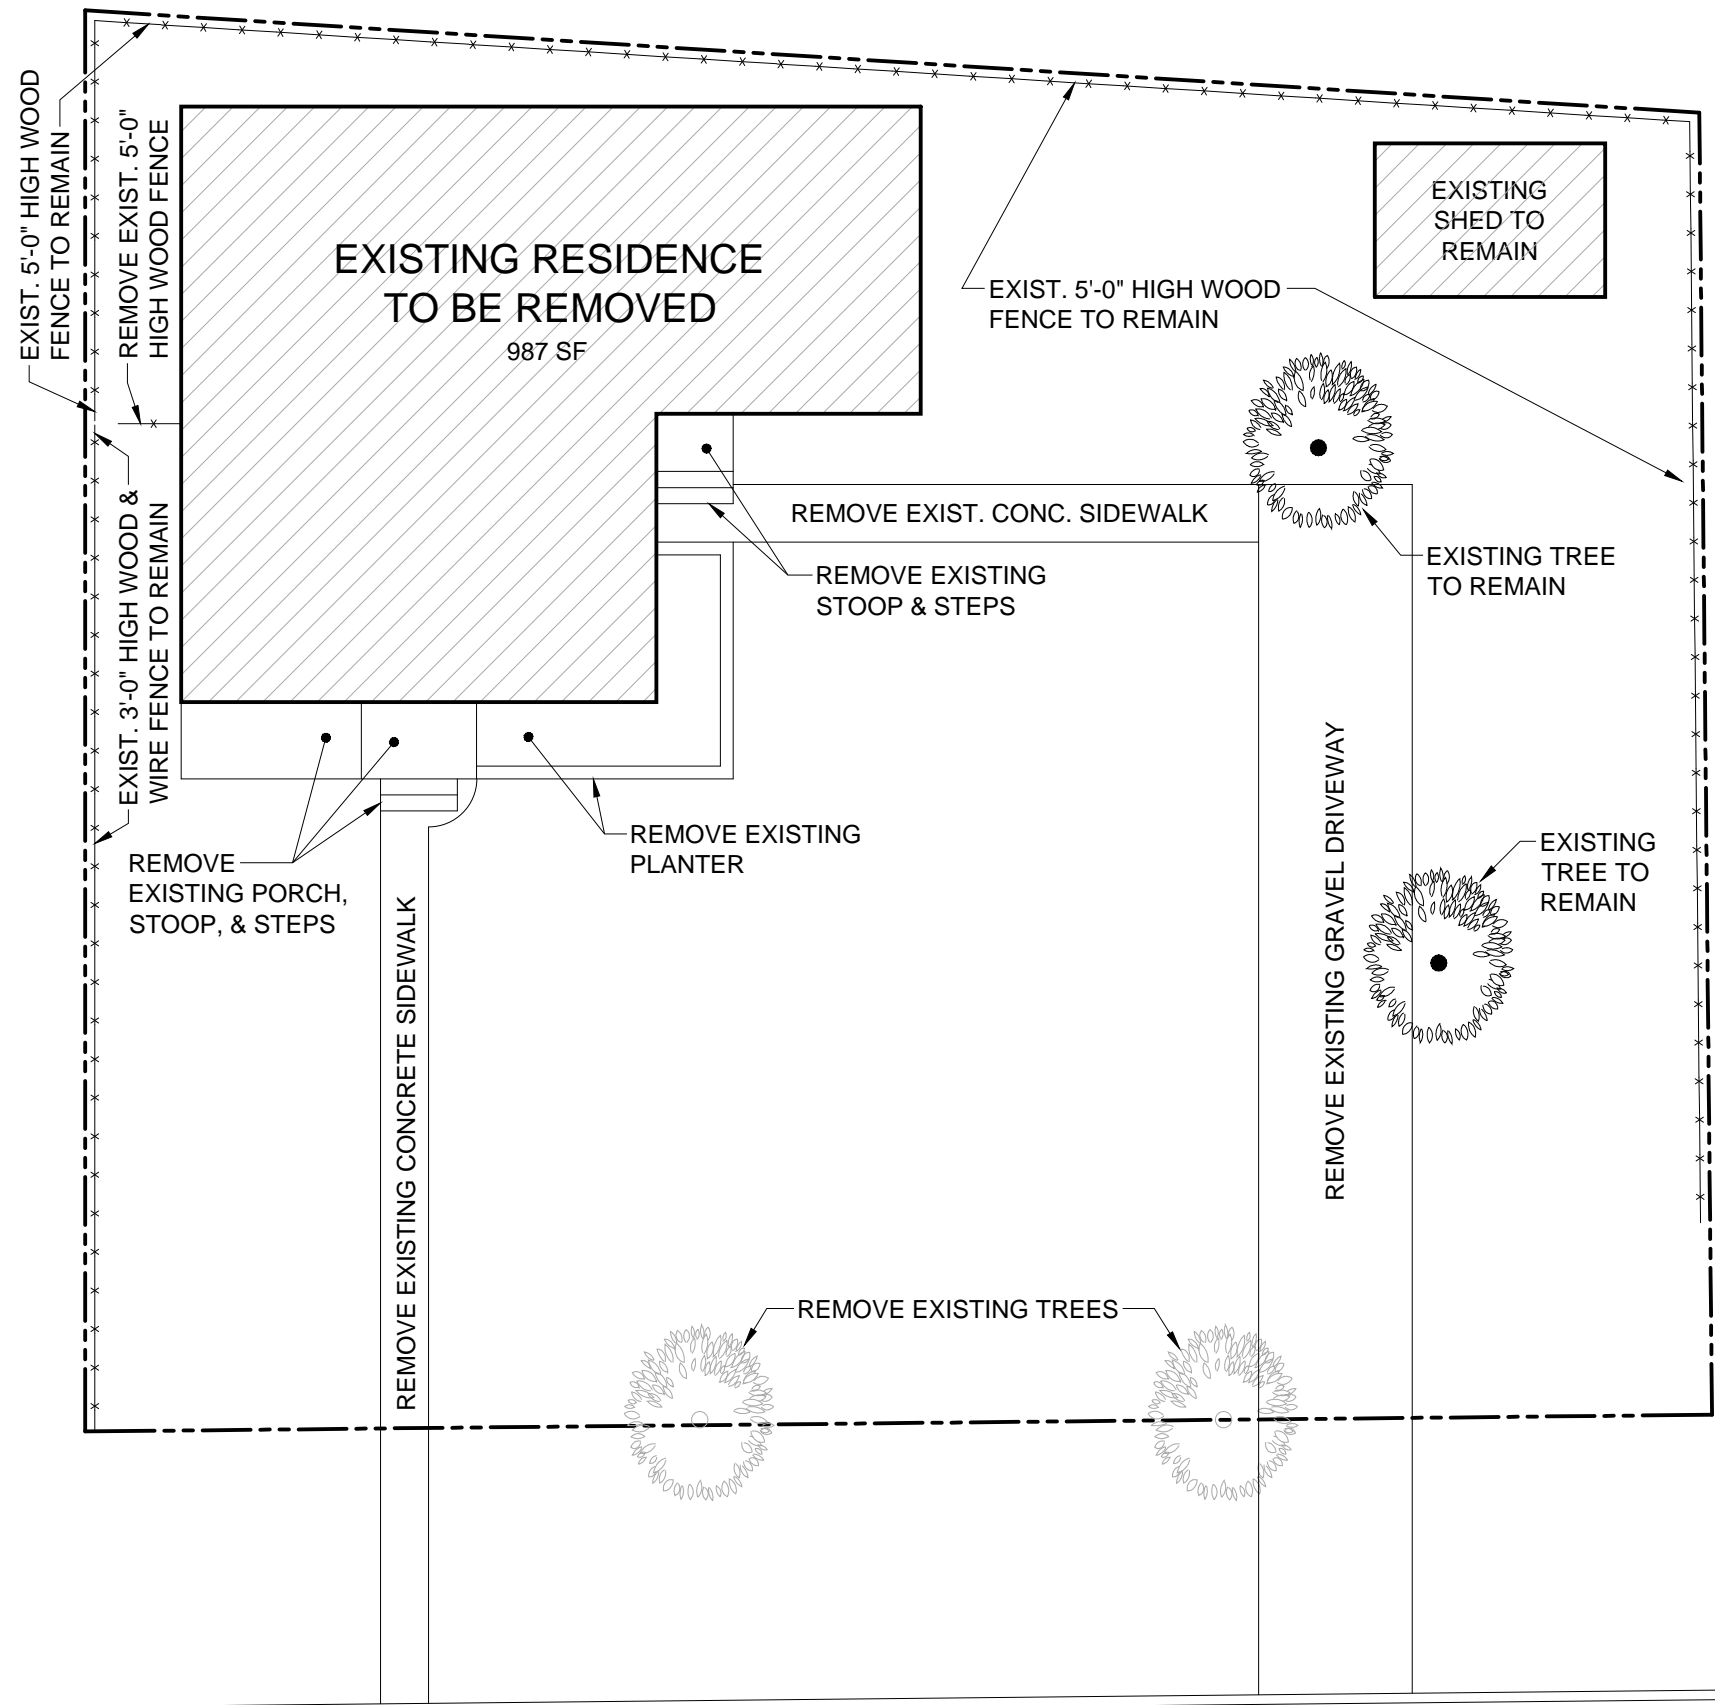 EXIST. 5'-0" HIGH WOOD
FENCE TO REMAIN
REMOVE EXIST. 5'-0"
HIGH WOOD FENCE
EXISTING RESIDENCE
TO BE REMOVED
987 SF
EXISTING
SHED TO
REMAIN
EXIST. 5'-0" HIGH WOOD
FENCE TO REMAIN
EXIST. 3'-0" HIGH WOOD &
WIRE FENCE TO REMAIN
REMOVE EXIST. CONC. SIDEWALK
REMOVE EXISTING
STOOP & STEPS
EXISTING TREE
TO REMAIN
REMOVE EXISTING
PLANTER
REMOVE
EXISTING PORCH,
STOOP, & STEPS
REMOVE EXISTING CONCRETE SIDEWALK
REMOVE EXISTING GRAVEL DRIVEWAY
EXISTING
TREE TO
REMAIN
REMOVE EXISTING TREES